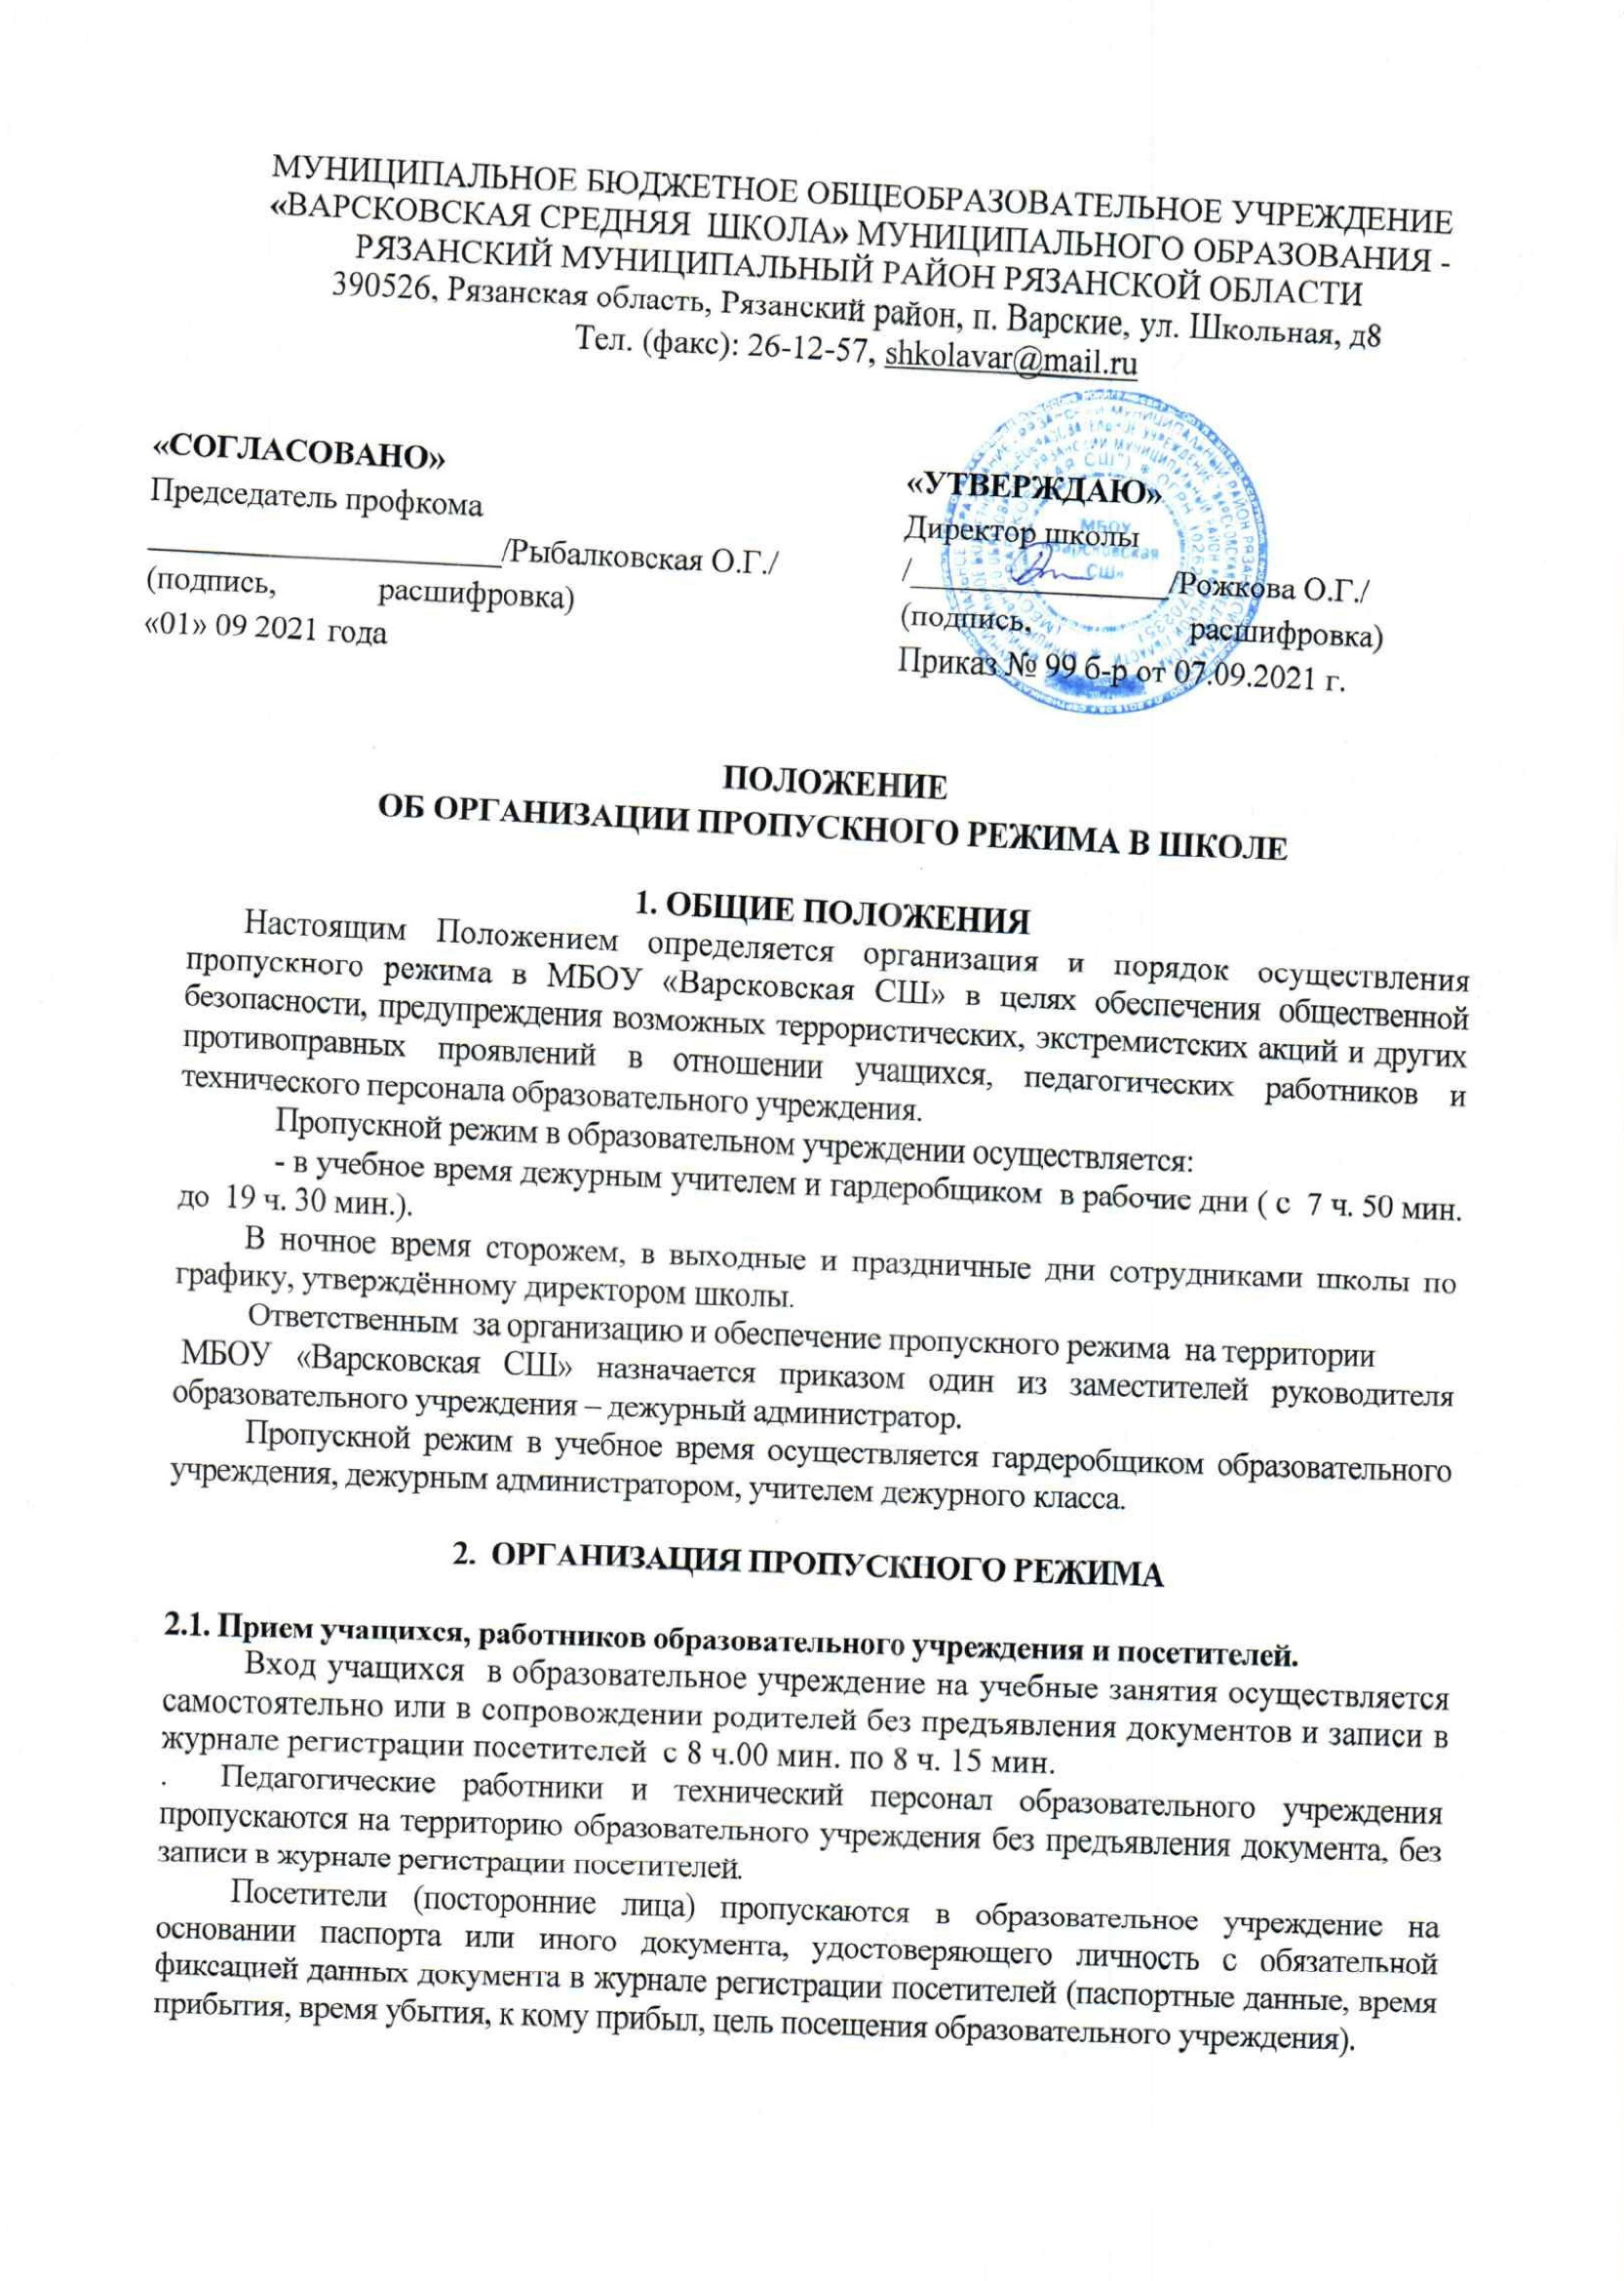 МУНИЦИПАЛЬНОЕ БЮДЖЕТНОЕ ОБЩЕОБРАЗОВАТЕЛЬНОЕ УЧРЕЖДЕНИЕ
«ВАРСКОВСКАЯ СРЕДНЯЯ ШКОЛА» МУНИЦИПАЛЬНОГО ОБРАЗОВАНИЯ -
РЯЗАНСКИЙ МУНИЦИПАЛЬНЫЙ РАЙОН РЯЗАНСКОЙ ОБЛАСТИ
390526, Рязанская область, Рязанский район, п. Варские, ул. Школьная, д8
Тел. (факс): 26-12-57, shkolavar@mail.ru
«СОГЛАСОВАНО»
Председатель профкома
/Рыбалковская О.Г./
(подпись, расшифровка)
«01» 09 2021 года
«УТВЕРЖДАЮ»
Директор школы
/ /Рожкова О.Г./
(подпись, расшифровка)
Приказ № 99 б-р от 07.09.2021 г.
МБОУ
Варсковская
СШ»
ПОЛОЖЕНИЕ
ОБ ОРГАНИЗАЦИИ ПРОПУСКНОГО РЕЖИМА В ШКОЛЕ
1. ОБЩИЕ ПОЛОЖЕНИЯ
Настоящим Положением определяется организация и порядок осуществления
пропускного режима в МБОУ «Варсковская СШ» в целях обеспечения общественной
безопасности, предупреждения возможных террористических, экстремистских акций и других
противоправных проявлений в отношении учащихся, педагогических работников и
технического персонала образовательного учреждения.
Пропускной режим в образовательном учреждении осуществляется:
- в учебное время дежурным учителем и гардеробщиком в рабочие дни ( с 7 ч. 50 мин.
до 19 ч. 30 мин.).
В ночное время сторожем, в выходные и праздничные дни сотрудниками школы по
графику, утверждённому директором школы.
Ответственным за организацию и обеспечение пропускного режима на территории
МБОУ «Варсковская СШ» назначается приказом один из заместителей руководителя
образовательного учреждения – дежурный администратор.
Пропускной режим в учебное время осуществляется гардеробщиком образовательного
учреждения, дежурным администратором, учителем дежурного класса.
2. ОРГАНИЗАЦИЯ ПРОПУСКНОГО РЕЖИМА
2.1. Прием учащихся, работников образовательного учреждения и посетителей.
Вход учащихся в образовательное учреждение на учебные занятия осуществляется
самостоятельно или в сопровождении родителей без предъявления документов и записи в
журнале регистрации посетителей с 8 ч.00 мин. по 8 ч. 15 мин.
. Педагогические работники и технический персонал образовательного учреждения
пропускаются на территорию образовательного учреждения без предъявления документа, без
записи в журнале регистрации посетителей.
Посетители (посторонние лица) пропускаются в образовательное учреждение на
основании паспорта или иного документа, удостоверяющего личность с обязательной
фиксацией данных документа в журнале регистрации посетителей (паспортные данные, время
прибытия, время убытия, к кому прибыл, цель посещения образовательного учреждения).